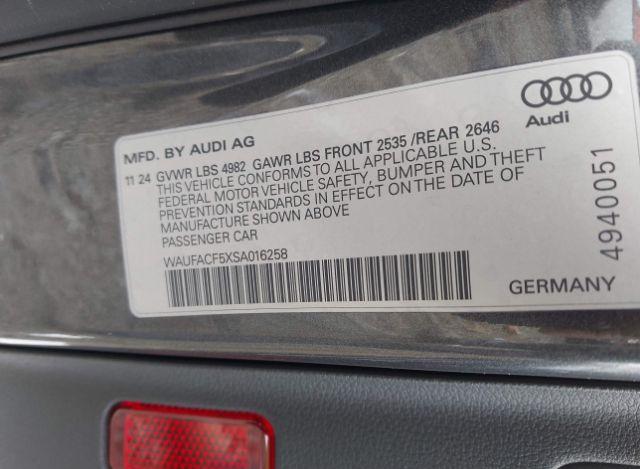 Audi
MFD. BY AUDI AG
11 24 GVWR LBS 4982 GAWR LBS FRONT 2535 /REAR 2646
THIS VEHICLE CONFORMS TO ALL APPLICABLE U.S.
FEDERAL MOTOR VEHICLE SAFETY, BUMPER AND THEFT
PREVENTION STANDARDS IN EFFECT ON THE DATE OF
MANUFACTURE SHOWN ABOVE
PASSENGER CAR
WAUFACF5XSA016258
GERMANY
4940051